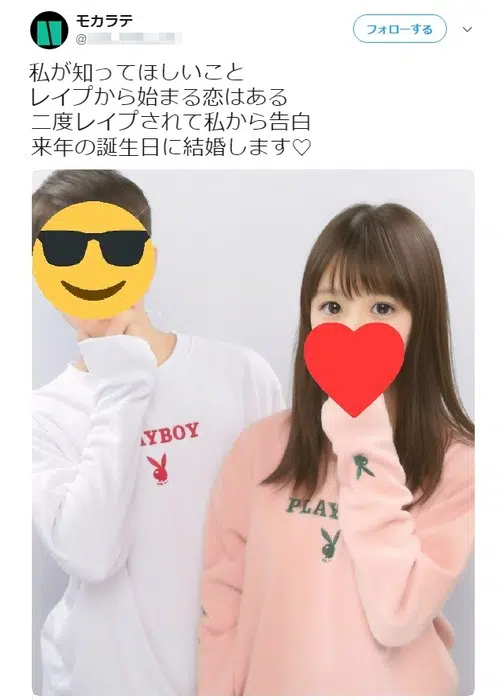 モカラテ
@
フォローする
私が知ってほしいこと
レイプから始まる恋はある
二度レイプされて私から告白
来年の誕生日に結婚します♡
AYBOY
PLAY